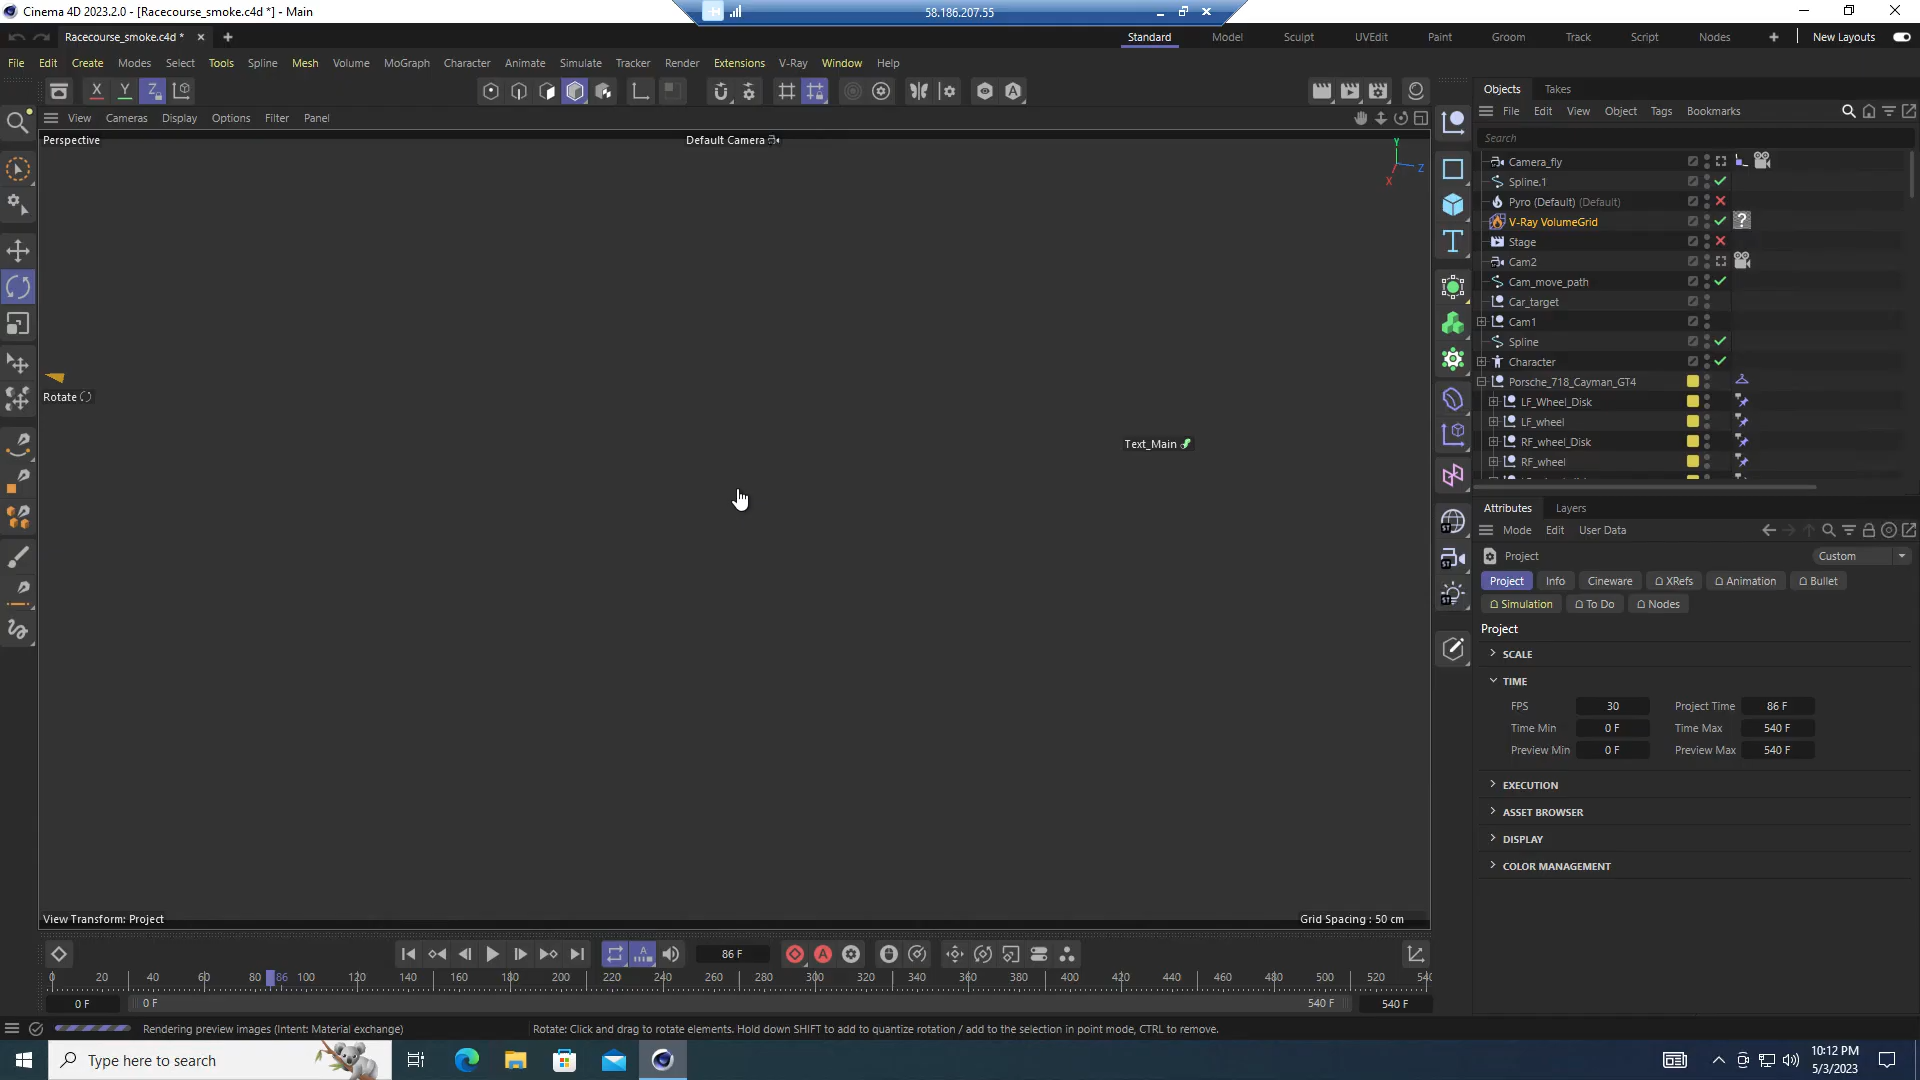 Cinema 4D 2023.2.0 - [Racecourse_smoke.c4d *] - Main
58.186.207.55
Racecourse_smoke.c4d *
Standard
Model
Sculpt
UVEdit
Paint
Groom
Track
Script
Nodes
New Layouts
File Edit Create Modes Select Tools Spline Mesh Volume MoGraph Character Animate Simulate Tracker Render Extensions V-Ray Window Help
X Y Z
Objects Takes
View Cameras Display Options Filter Panel
File Edit View Object Tags Bookmarks
Perspective
Default Camera
Search
Y
Z
X
Camera_fly
Spline.1
Pyro (Default) (Default)
V-Ray VolumeGrid
Stage
Cam2
Cam_move_path
Car_target
Cam1
Spline
Character
Porsche_718_Cayman_GT4
LF_Wheel_Disk
LF_wheel
RF_wheel_Disk
RF_wheel
Rotate
Text_Main
Attributes Layers
Mode Edit User Data
Project
Custom
Project Info Cineware XRefs Animation Bullet
Simulation To Do Nodes
Project
SCALE
TIME
FPS 30 Project Time 86 F
Time Min 0 F Time Max 540 F
Preview Min 0 F Preview Max 540 F
EXECUTION
ASSET BROWSER
DISPLAY
COLOR MANAGEMENT
View Transform: Project
Grid Spacing : 50 cm
86 F
0 20 40 60 80 86 100 120 140 160 180 200 220 240 260 280 300 320 340 360 380 400 420 440 460 480 500 520 54
0 F 0 F 540 F 540 F
Rendering preview images (Intent: Material exchange)
Rotate: Click and drag to rotate elements. Hold down SHIFT to add to quantize rotation / add to the selection in point mode, CTRL to remove.
Type here to search
10:12 PM
5/3/2023